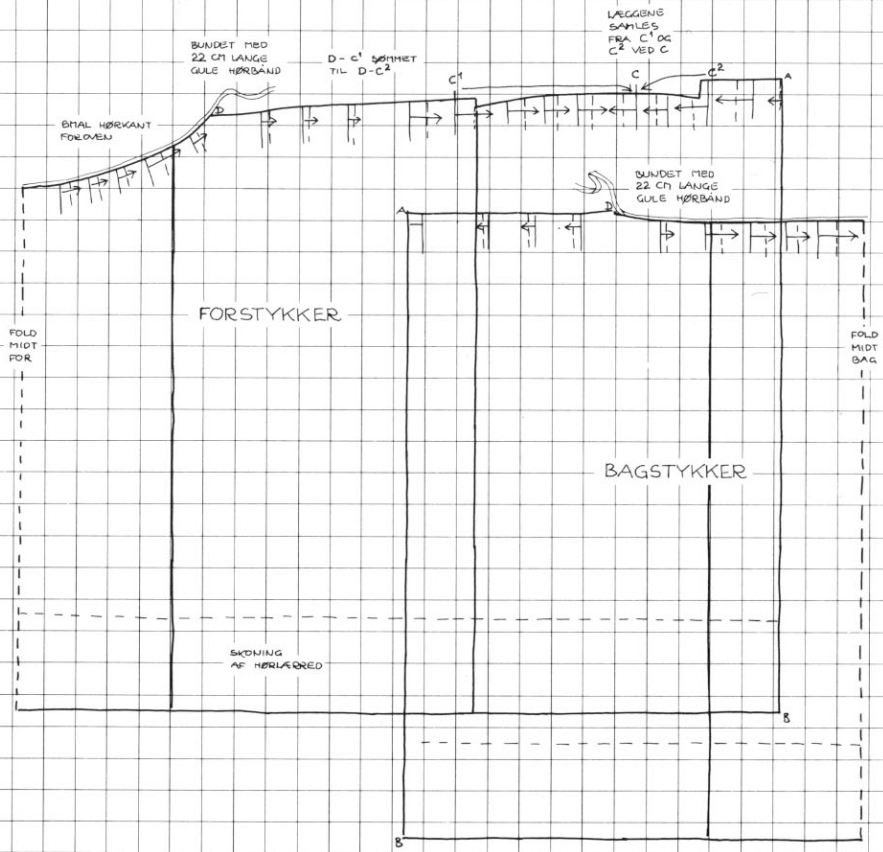 LÆGGENE
SAMLES
FRA C¹ OG
C² VED C
BUNDET MED
22 CM LANGE
GULE HØRBÅND
D - C¹ SØMMET
TIL D-C²
C¹
C
C²
A
D
SMAL HØRKANT
FOROVEN
BUNDET MED
22 CM LANGE
GULE HØRBÅND
A
D
FORSTYKKER
FOLD
MIDT
FOR
FOLD
MIDT
BAG
BAGSTYKKER
SKONING
AF HØRLÆRRED
B
B